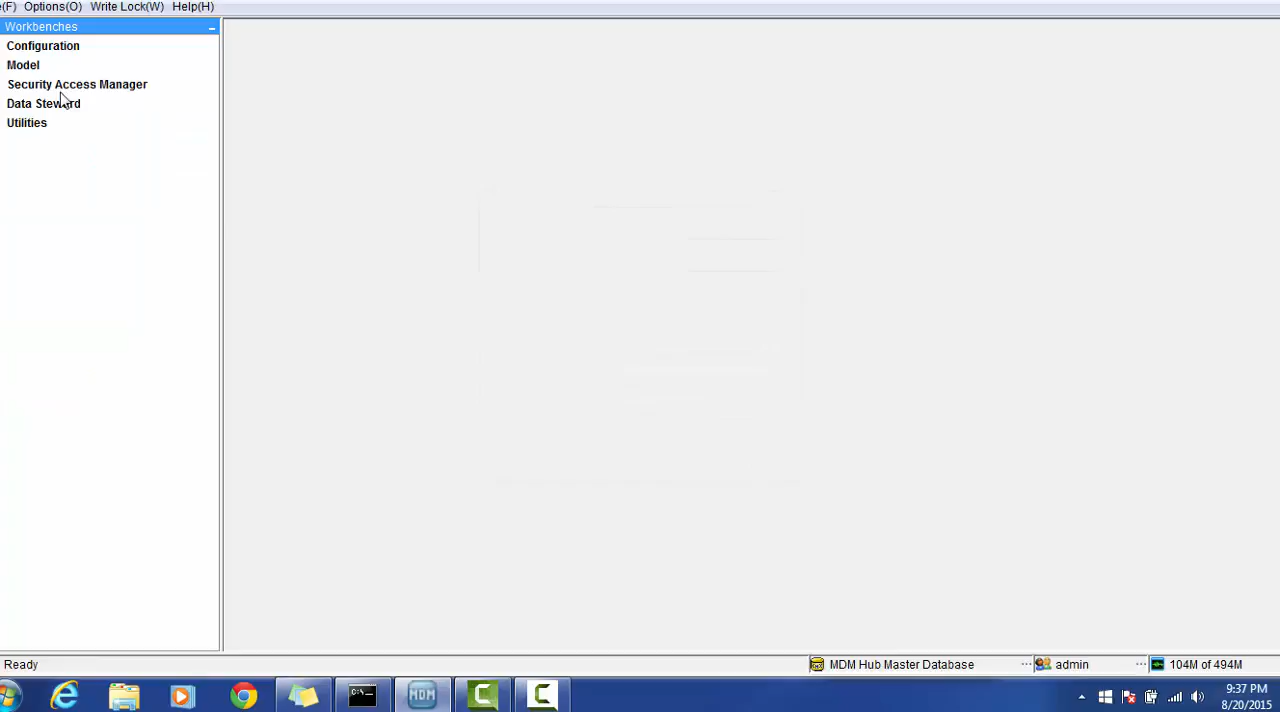 (F) Options(O) Write Lock(W) Help(H)
Workbenches
Configuration
Model
Security Access Manager
Data Steward
Utilities
Ready
MDM Hub Master Database
admin
104M of 494M
C:\.
MDM
9:37 PM
8/20/2015